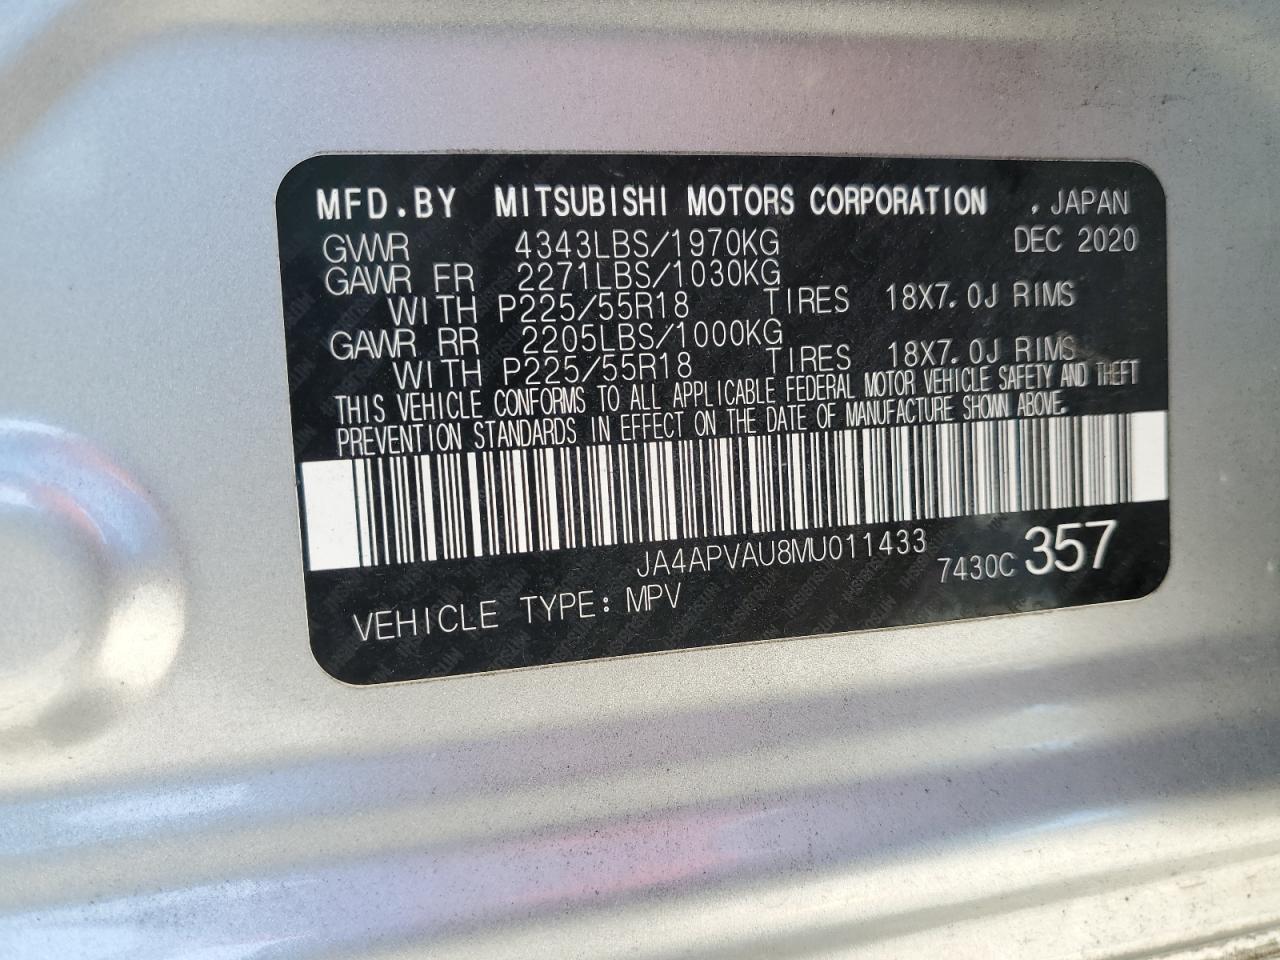 MFD.BY MITSUBISHI MOTORS CORPORATION , JAPAN
GVWR 4343LBS/1970KG DEC 2020
GAWR FR 2271LBS/1030KG
WITH P225/55R18 TIRES 18X7.0J RIMS
GAWR RR 2205LBS/1000KG
WITH P225/55R18 TIRES 18X7.0J RIMS
THIS VEHICLE CONFORMS TO ALL APPLICABLE FEDERAL MOTOR VEHICLE SAFETY AND THEFT
PREVENTION STANDARDS IN EFFECT ON THE DATE OF MANUFACTURE SHOWN ABOVE.
JA4APVAU8MU011433 7430C 357
VEHICLE TYPE: MPV